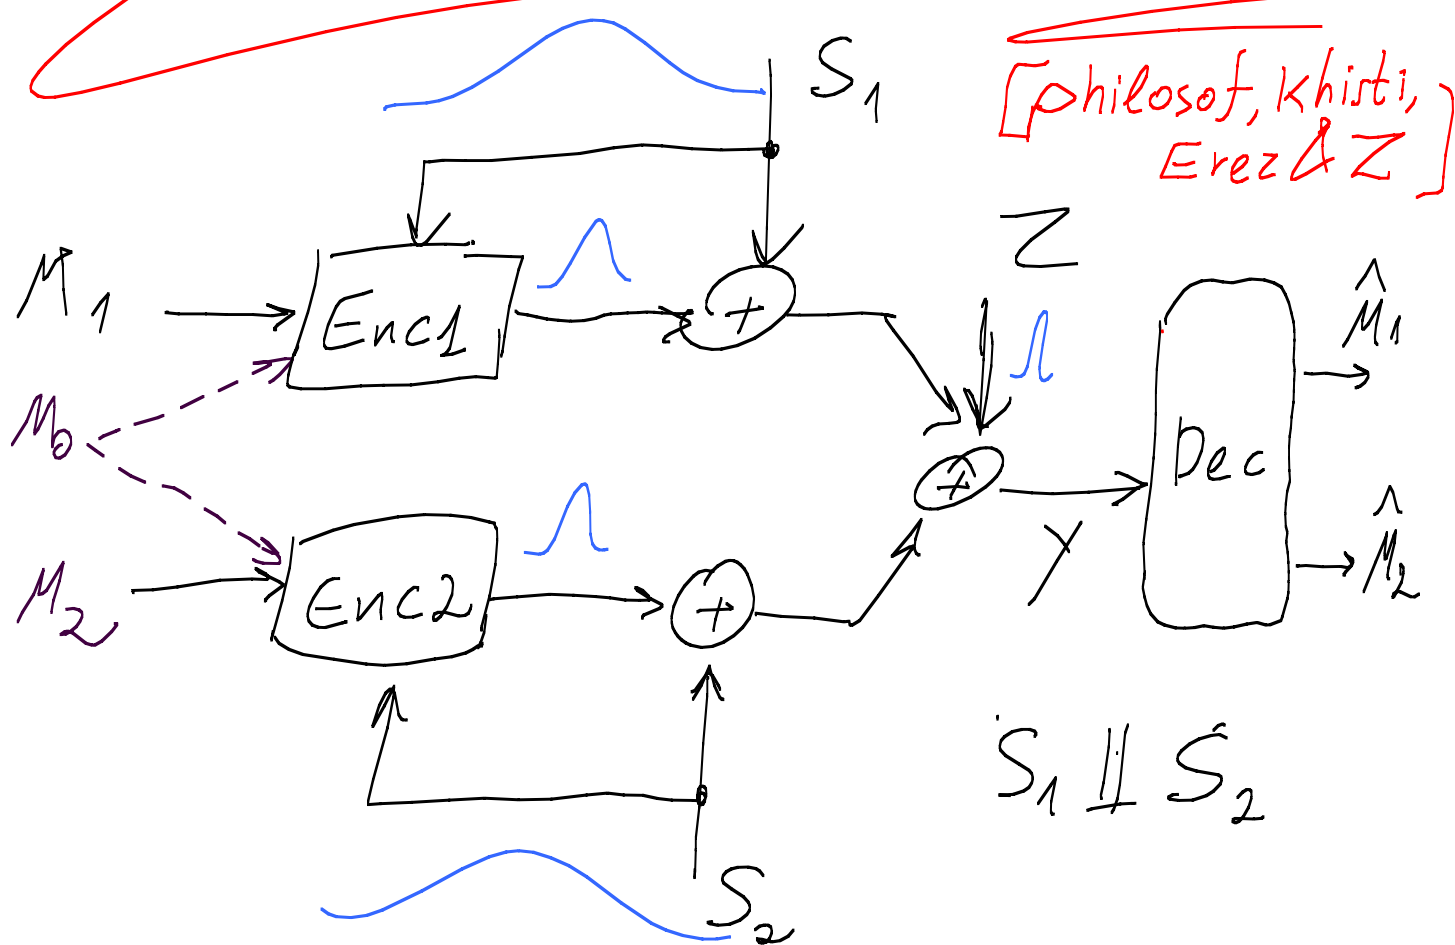 S1
[philosof, Khisti,
Erez & Z]
Z
M1
Enc1
+
M̂1
M0
Dec
+
Y
M2
Enc2
+
M̂2
S1 ⫫ S2
S2